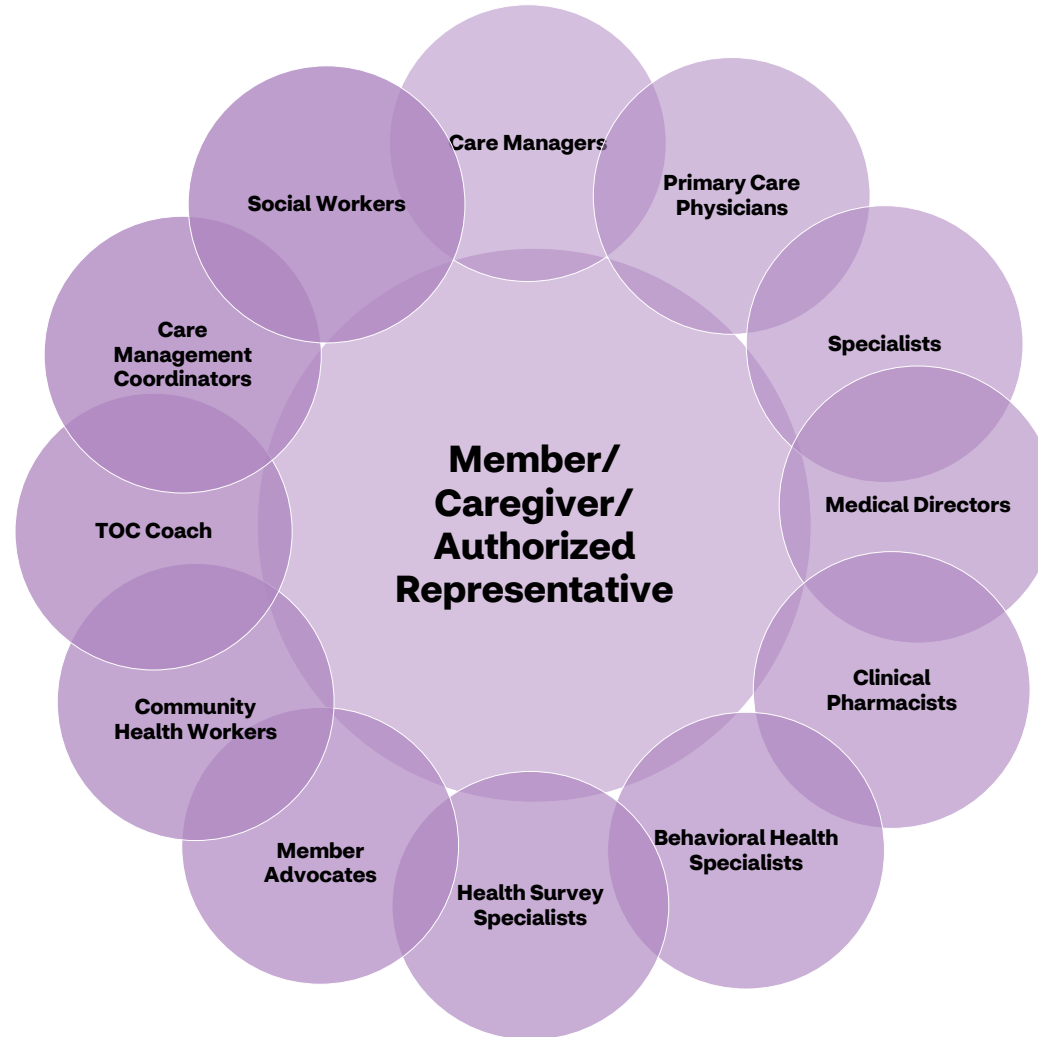 Care Managers
Primary Care
Physicians
Specialists
Medical Directors
Clinical
Pharmacists
Behavioral Health
Specialists
Health Survey
Specialists
Member
Advocates
Community
Health Workers
TOC Coach
Care
Management
Coordinators
Social Workers
Member/
Caregiver/
Authorized
Representative